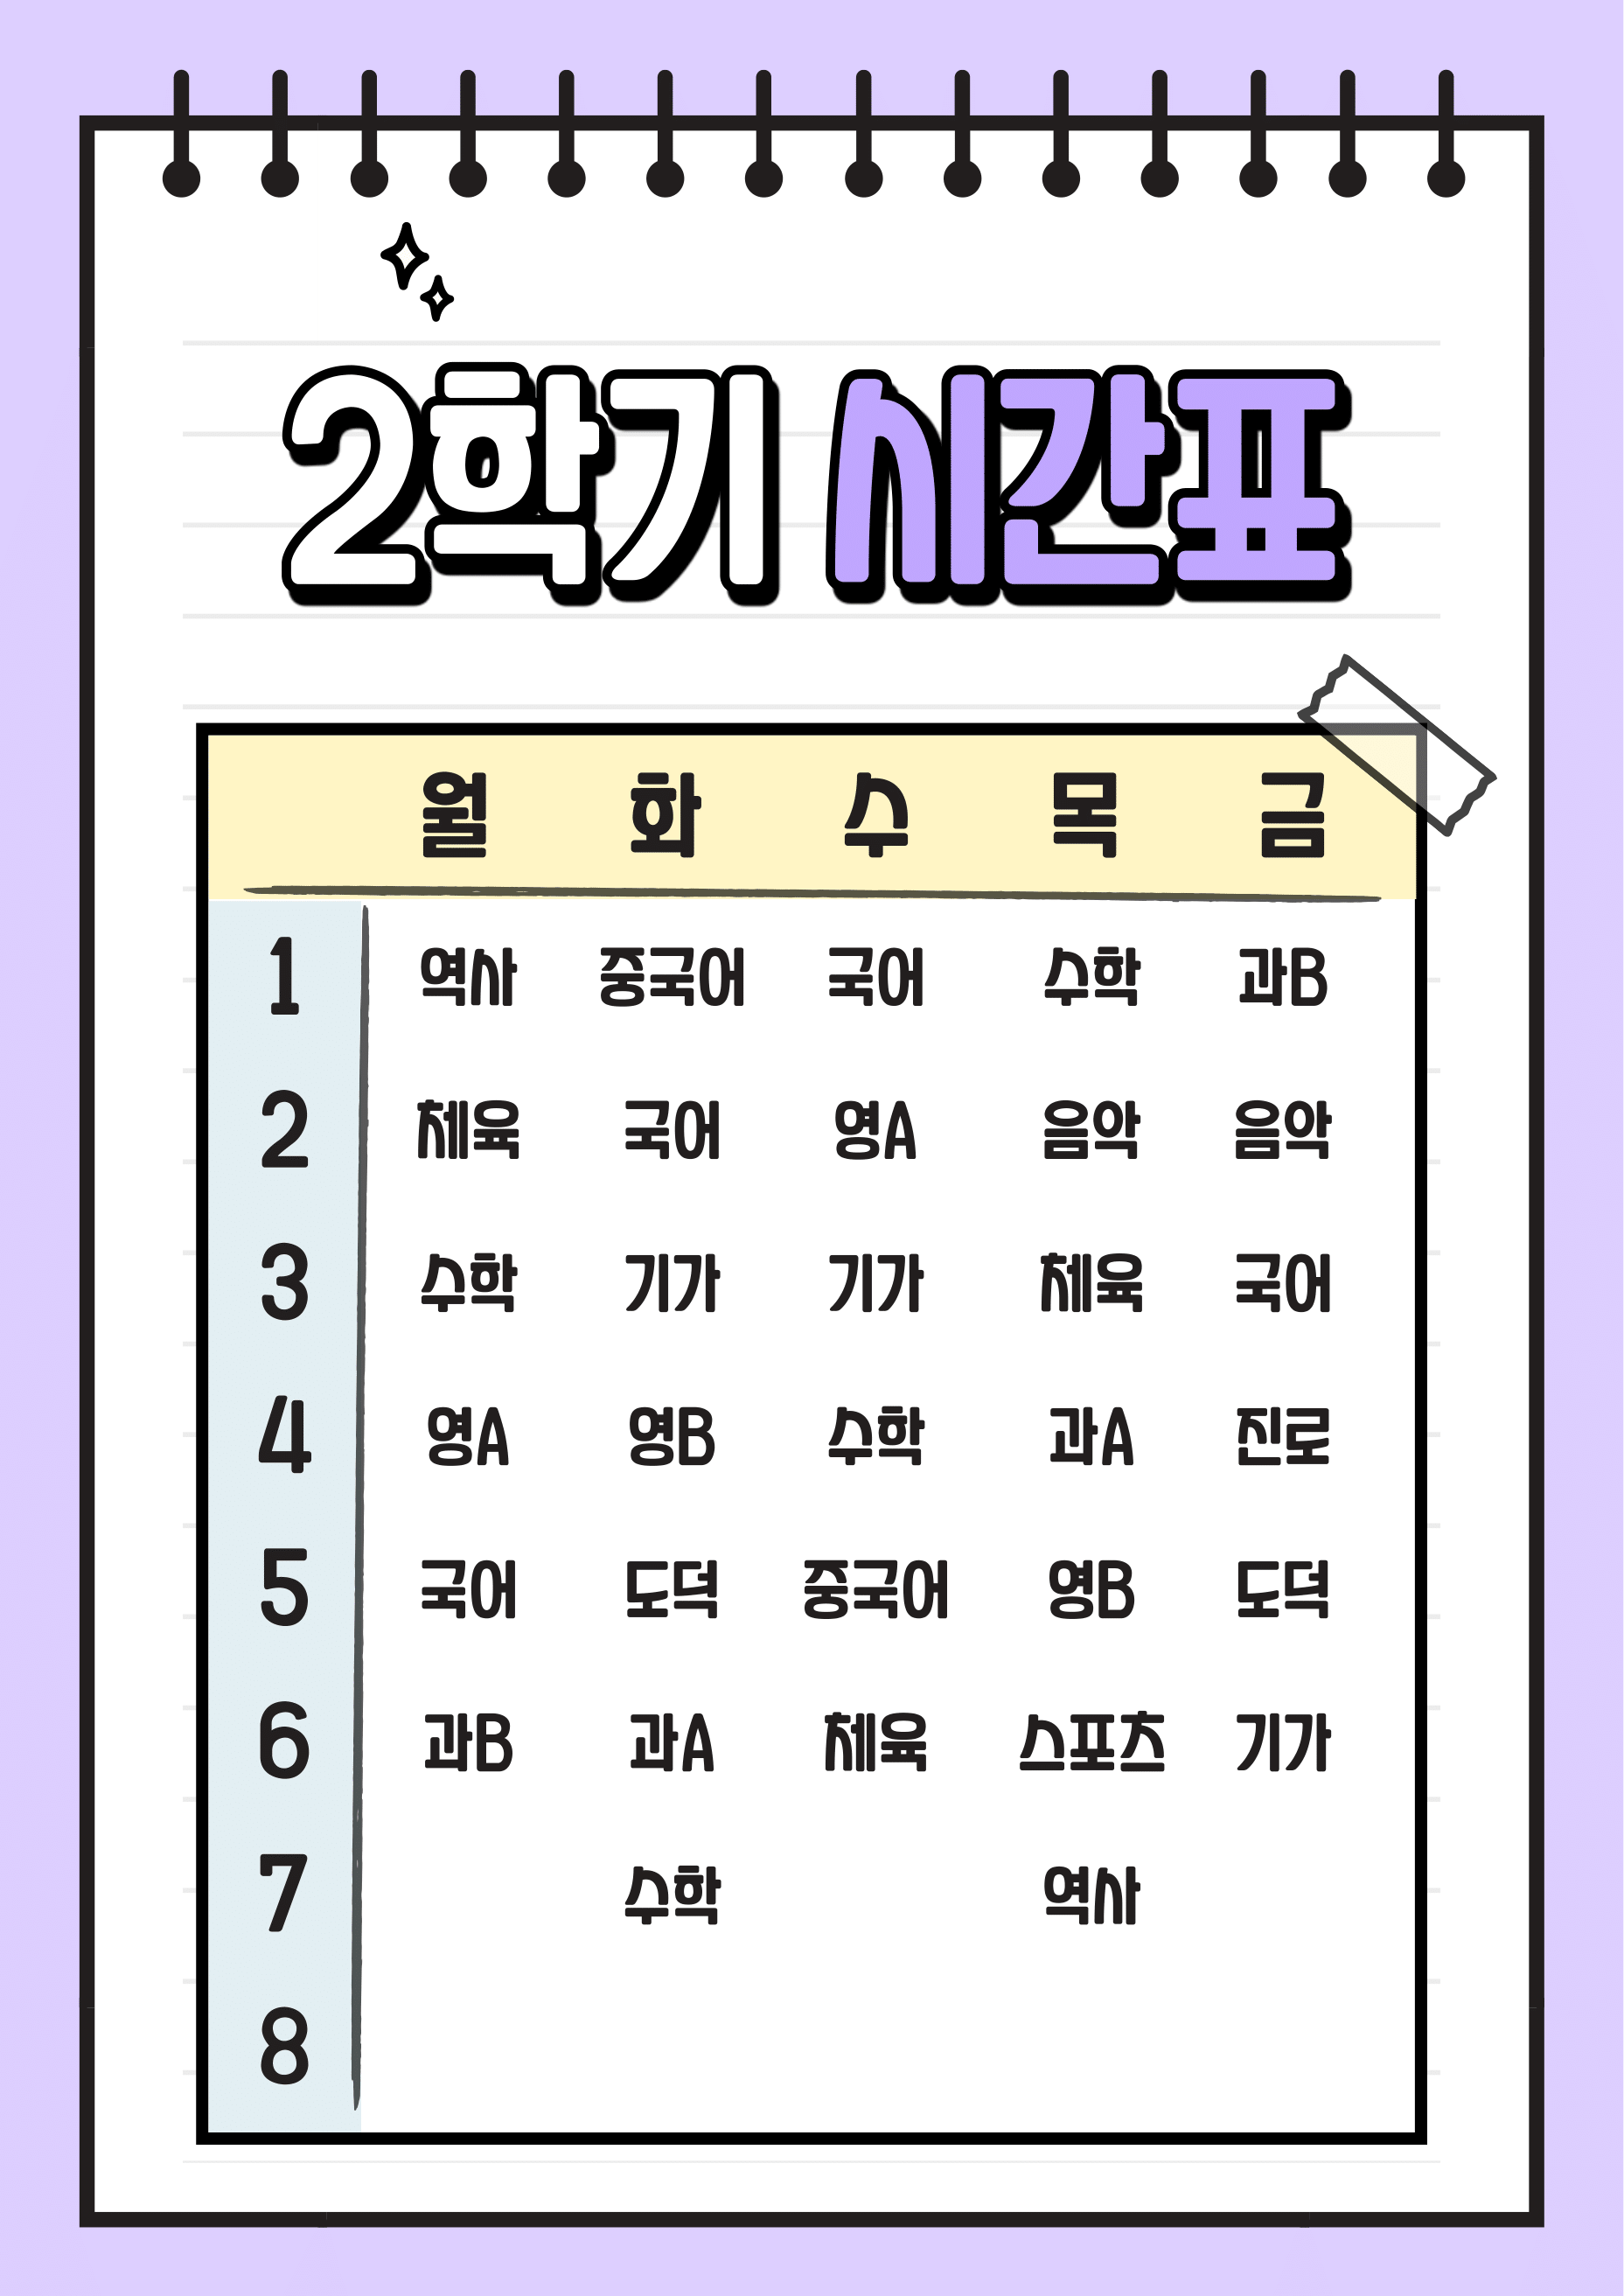 2학기 시간표
월 화 수 목 금
1 역사 중국어 국어 수학 과B
2 체육 국어 영A 음악 음악
3 수학 기가 기가 체육 국어
4 영A 영B 수학 과A 진로
5 국어 도덕 중국어 영B 도덕
6 과B 과A 체육 스포츠 기가
7 수학 역사
8